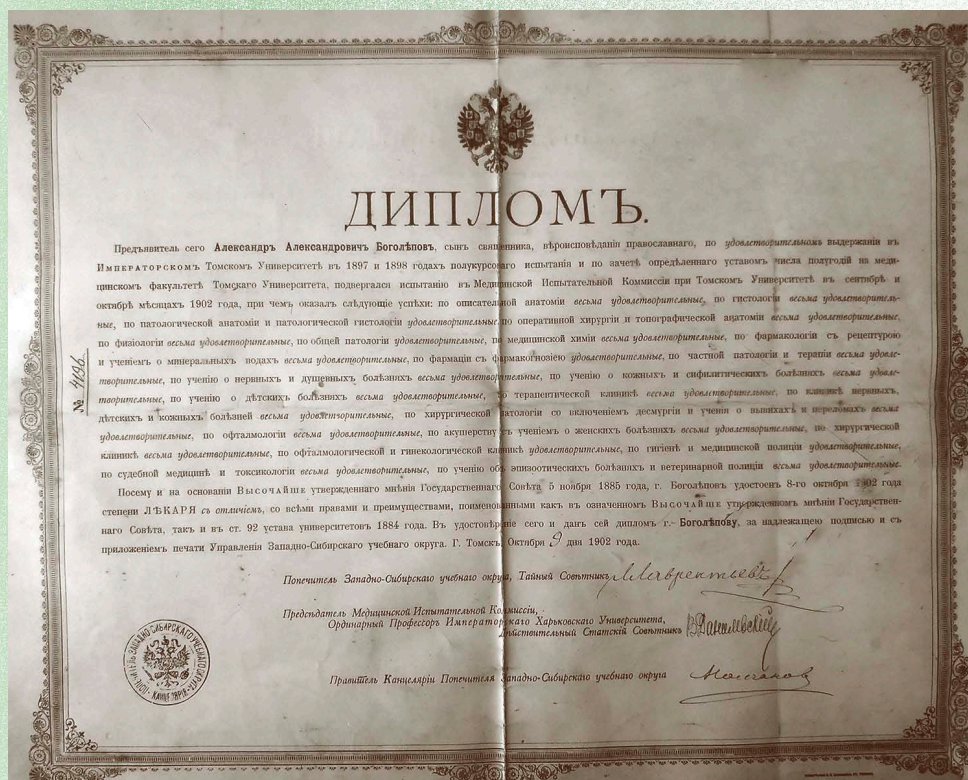 ДИПЛОМЪ.
Предъявитель сего Александръ Александровичъ Боголѣповъ, сынъ священника, вѣроисповѣданія православнаго, по удовлетворительномъ выдержаніи въ
Императорскомъ Томскомъ Университетѣ въ 1897 и 1898 годахъ полукурсоваго испытанія и по зачетѣ опредѣленнаго уставомъ числа полугодій на меди-
цинскомъ факультетѣ Томскаго Университета, подвергался испытанію въ Медицинской Испытательной Коммиссіи при Томскомъ Университетѣ въ сентябрѣ и
октябрѣ мѣсяцахъ 1902 года, при чемъ оказалъ слѣдующіе успѣхи: по описательной анатоміи весьма удовлетворительные, по гистологіи весьма удовлетворитель-
ные, по патологической анатоміи и патологической гистологіи удовлетворительные, по оперативной хирургіи и топографической анатоміи весьма удовлетворительные,
по физіологіи весьма удовлетворительные, по общей патологіи удовлетворительные, по медицинской химіи весьма удовлетворительные, по фармакологіи съ рецептурою
и ученіемъ о минеральныхъ водахъ весьма удовлетворительные, по фармаціи съ фармакогнозіею удовлетворительные, по частной патологіи и терапіи весьма удовле-
творительные, по ученію о нервныхъ и душевныхъ болѣзняхъ весьма удовлетворительные, по ученію о кожныхъ и сифилитическихъ болѣзняхъ весьма удовле-
творительные, по ученію о дѣтскихъ болѣзняхъ весьма удовлетворительные, по терапевтической клиникѣ весьма удовлетворительные, по клиникѣ нервныхъ,
дѣтскихъ и кожныхъ болѣзней весьма удовлетворительные, по хирургической патологіи со включеніемъ десмургіи и ученія о вывихахъ и переломахъ весьма
удовлетворительные, по офталмологіи весьма удовлетворительные, по акушерству съ ученіемъ о женскихъ болѣзняхъ весьма удовлетворительные, по хирургической
клиникѣ весьма удовлетворительные, по офталмологической и гинекологической клиникѣ удовлетворительные, по гигіенѣ и медицинской полиціи удовлетворительные,
по судебной медицинѣ и токсикологіи весьма удовлетворительные, по ученію объ эпизоотическихъ болѣзняхъ и ветеринарной полиціи весьма удовлетворительные.
Посему и на основаніи Высочайше утвержденнаго мнѣнія Государственнаго Совѣта 5 ноября 1885 года, г. Боголѣповъ удостоенъ 8-го октября 1902 года
степени ЛѢКАРЯ съ отличіемъ, со всѣми правами и преимуществами, поименованными какъ въ означенномъ Высочайше утвержденномъ мнѣніи Государствен-
наго Совѣта, такъ и въ ст. 92 устава университетовъ 1884 года. Въ удостовѣреніе сего и данъ сей дипломъ г. Боголѣпову, за надлежащею подписью и съ
приложеніемъ печати Управленія Западно-Сибирскаго учебнаго округа. Г. Томскъ, Октября 9 дня 1902 года.
№ 4196
Попечитель Западно-Сибирскаго учебнаго округа, Тайный Совѣтникъ Лаврентьевъ
Предсѣдатель Медицинской Испытательной Коммиссіи,
Ординарный Профессоръ Императорскаго Харьковскаго Университета,
Дѣйствительный Статскій Совѣтникъ В. Данилевскій
Правитель Канцеляріи Попечителя Западно-Сибирскаго учебнаго округа